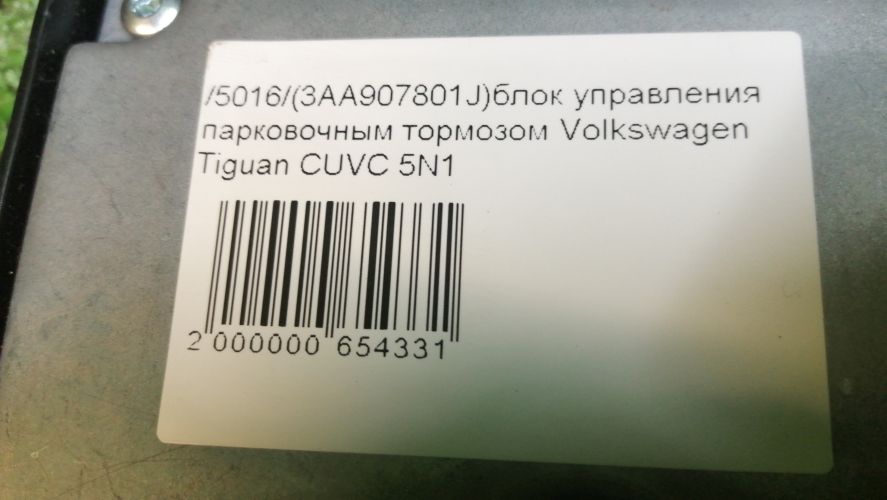 /5016/(3AA907801J)блок управления
парковочным тормозом Volkswagen
Tiguan CUVC 5N1
2 000000 654331